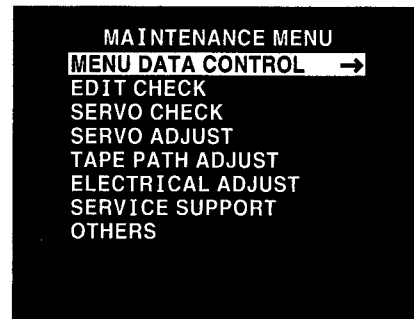 MAINTENANCE MENU
MENU DATA CONTROL →
EDIT CHECK
SERVO CHECK
SERVO ADJUST
TAPE PATH ADJUST
ELECTRICAL ADJUST
SERVICE SUPPORT
OTHERS